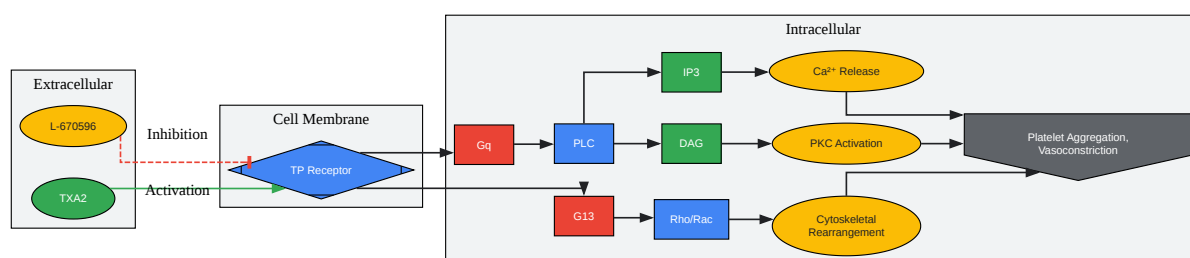 Extracellular
L-670596
TXA2
Inhibition
Activation
Cell Membrane
TP Receptor
Intracellular
Gq
PLC
IP3
DAG
Ca²⁺ Release
PKC Activation
G13
Rho/Rac
Cytoskeletal
Rearrangement
Platelet Aggregation,
Vasoconstriction